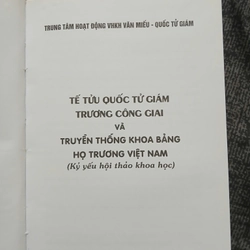 TRUNG TÂM HOẠT ĐỘNG VHKH VĂN MIẾU - QUỐC TỬ GIÁM
TẾ TỬU QUỐC TỬ GIÁM
TRƯƠNG CÔNG GIAI
VÀ
TRUYỀN THỐNG KHOA BẢNG
HỌ TRƯƠNG VIỆT NAM
(Kỷ yếu hội thảo khoa học)